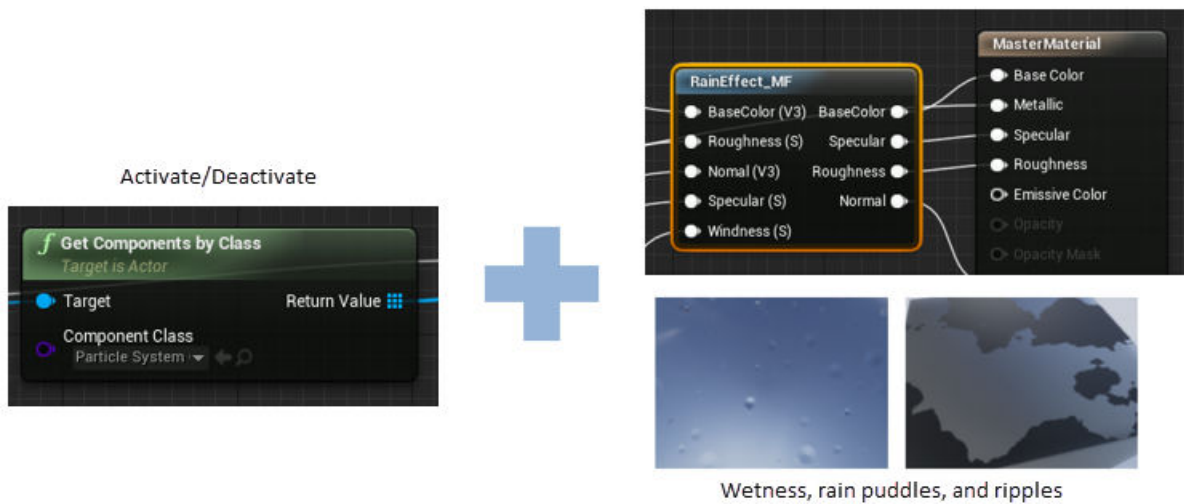 Activate/Deactivate
f Get Components by Class
Target is Actor
Target Return Value
Component Class
Particle System
RainEffect_MF
BaseColor (V3) BaseColor
Roughness (S) Specular
Nomal (V3) Roughness
Specular (S) Normal
Windness (S)
MasterMaterial
Base Color
Metallic
Specular
Roughness
Emissive Color
Opacity
Opacity Mask
Wetness, rain puddles, and ripples